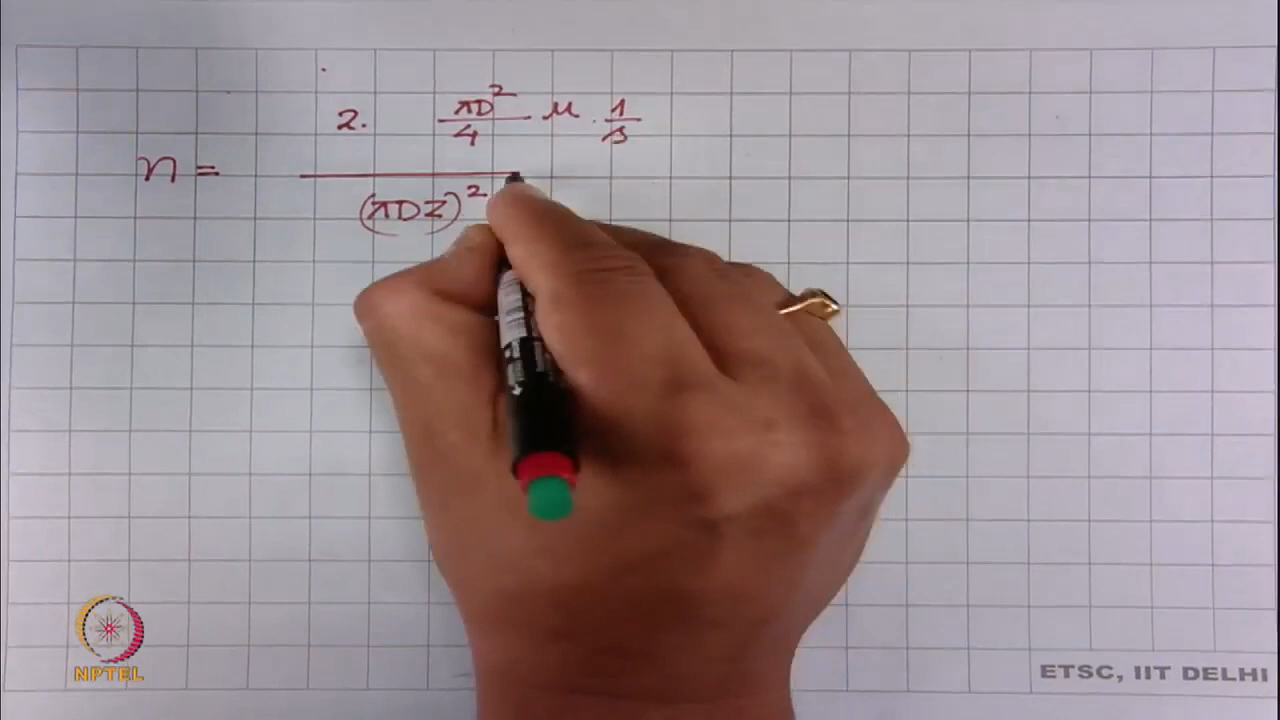 n = 2. πD²/4 μ . 1/s
(πDZ)²
NPTEL
ETSC, IIT DELHI